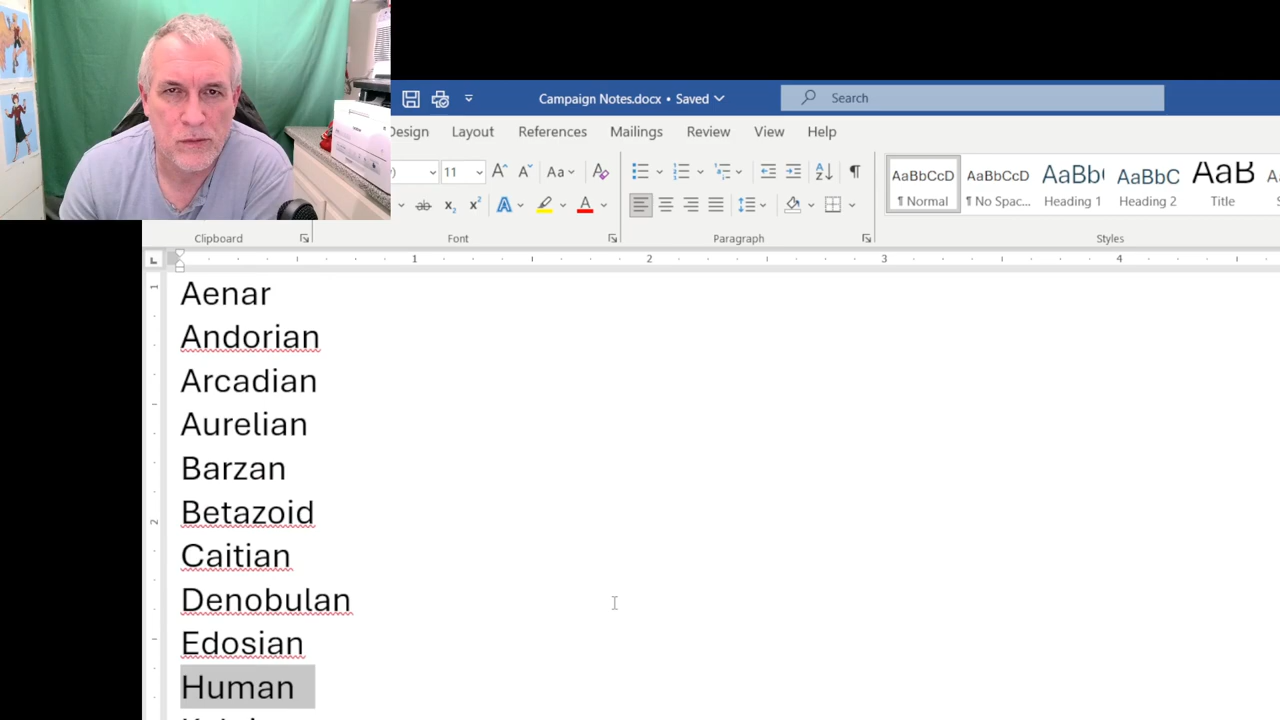 Campaign Notes.docx • Saved
Search
Design Layout References Mailings Review View Help
11
Aa
AaBbCcD AaBbCcD AaBb( AaBbC AaB
¶ Normal ¶ No Spac... Heading 1 Heading 2 Title
Clipboard Font Paragraph Styles
1 2 3 4
Aenar
Andorian
Arcadian
Aurelian
Barzan
Betazoid
Caitian
Denobulan
Edosian
Human